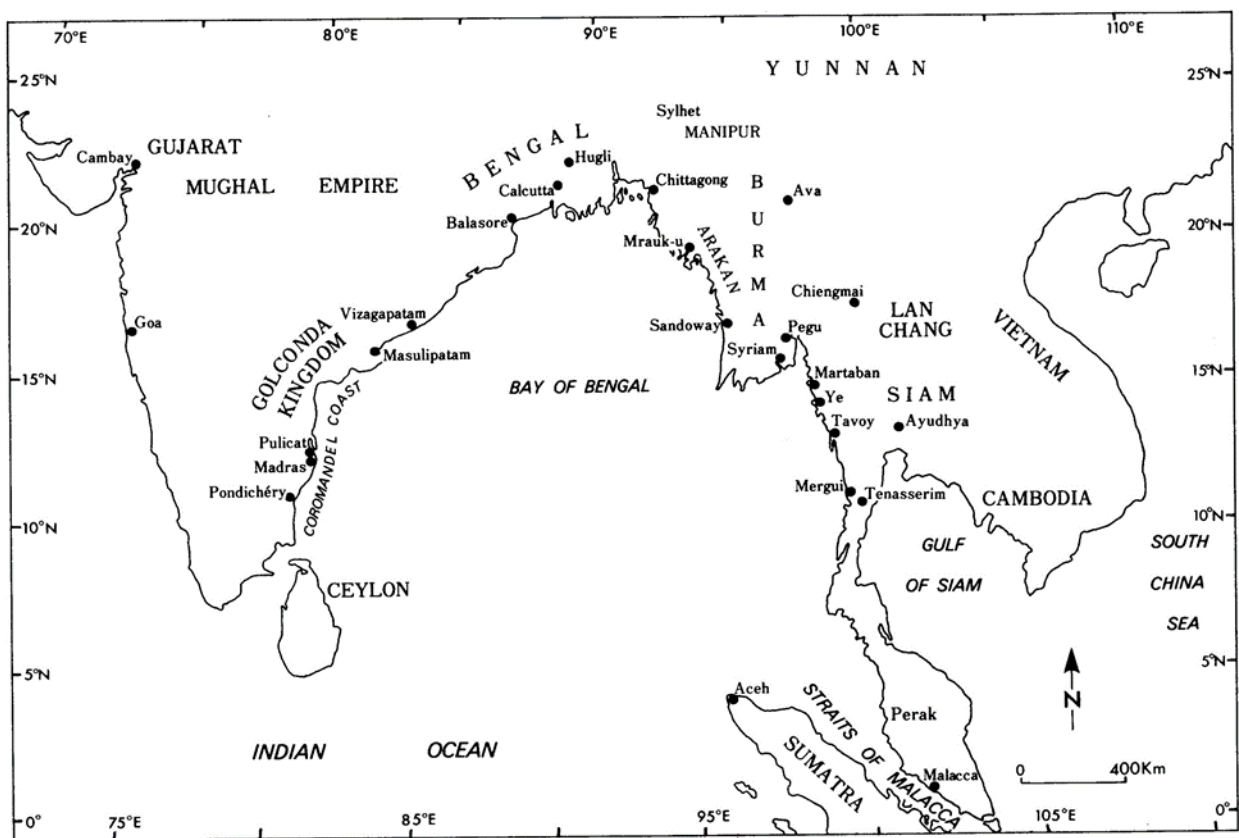 70°E
80°E
90°E
100°E
110°E
25°N
YUNNAN
25°N
Sylhet
MANIPUR
Cambay
GUJARAT
BENGAL
Hugli
MUGHAL EMPIRE
Calcutta
Chittagong
BURMA
Ava
20°N
Balasore
20°N
Mrauk-u
ARAKAN
Chiengmai
LAN
CHANG
VIETNAM
Goa
Vizagapatam
Sandoway
Pegu
GOLCONDA
KINGDOM
Masulipatam
Syriam
15°N
BAY OF BENGAL
Martaban
15°N
COROMANDEL COAST
Ye
SIAM
Tavoy
Ayudhya
Pulicat
Madras
Pondichéry
Mergui
Tenasserim
CAMBODIA
10°N
10°N
GULF
OF SIAM
SOUTH
CHINA
SEA
CEYLON
5°N
5°N
Aceh
STRAITS OF MALACCA
Perak
N
INDIAN OCEAN
SUMATRA
Malacca
0
400Km
0°
75°E
85°E
95°E
105°E
0°